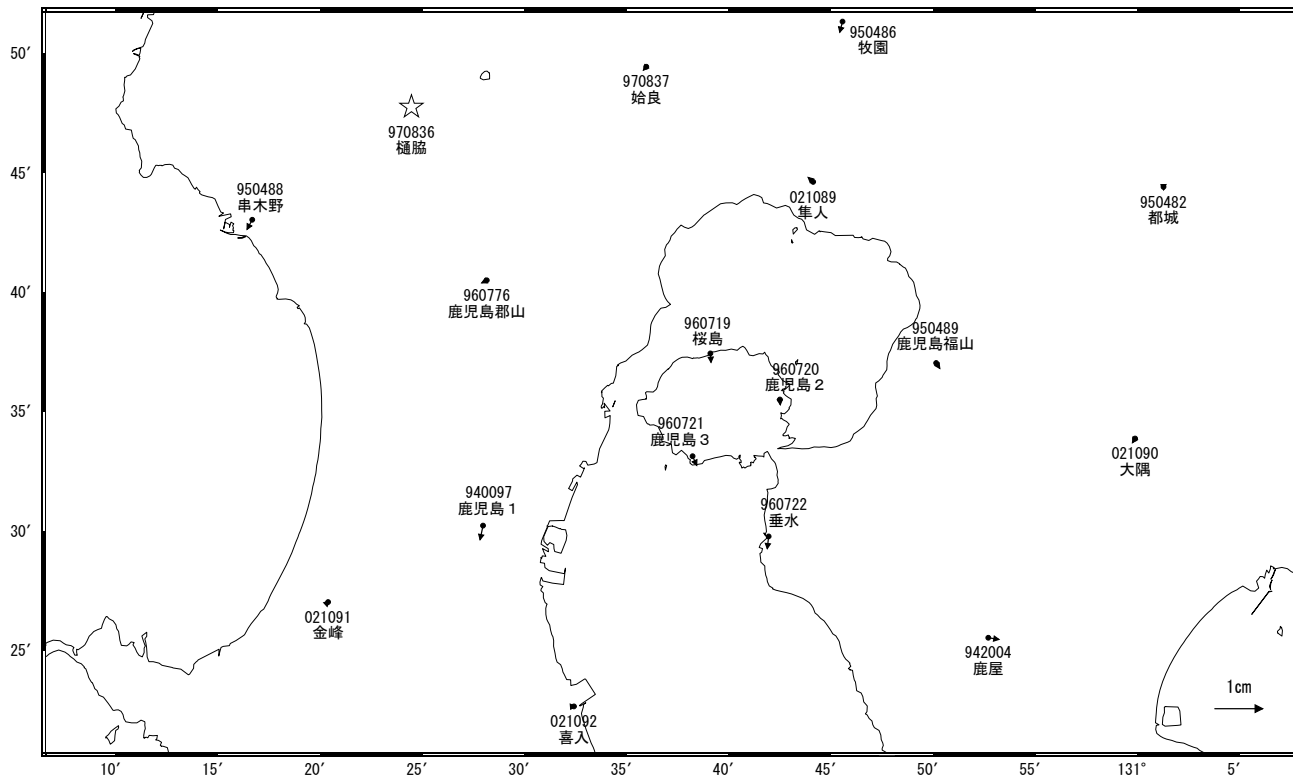 50′
45′
40′
35′
30′
25′
950486
牧園
970837
姶良
970836
樋脇
950488
串木野
021089
隼人
950482
都城
960776
鹿児島郡山
960719
桜島
950489
鹿児島福山
960720
鹿児島２
960721
鹿児島３
021090
大隅
940097
鹿児島１
960722
垂水
021091
金峰
942004
鹿屋
1cm
021092
喜入
10′
15′
20′
25′
30′
35′
40′
45′
50′
55′
131°
5′